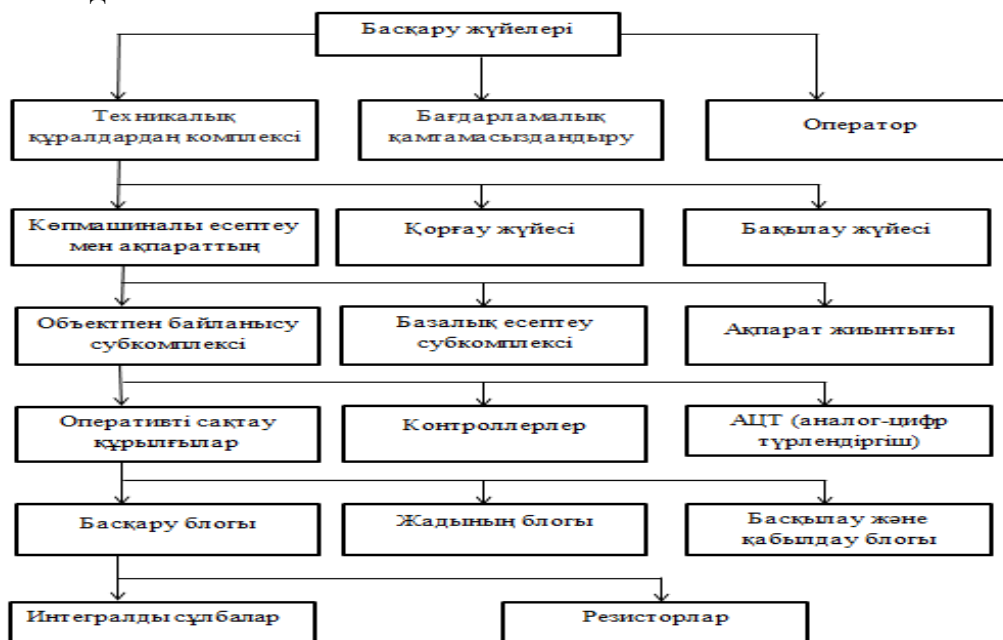 Басқару жүйелері
Техникалық
құралдардаң комплексі
Бағдарламалық
қамтамасыздаңдыру
Оператор
Көпмашиналы есептеу
мен ақпараттың
Қорғау жүйесі
Бақылау жүйесі
Объектпен байланысу
субкомплексі
Базалық есептеу
субкомплексі
Ақпарат жиынтығы
Оперативті сақтау
құрылғылар
Контроллерлер
АЦТ (аналог-цифр
түрлендіргіш)
Басқару блогы
Жадының блогы
Басқылау және
қабылдау блогы
Интегралды сұлбалар
Резисторлар